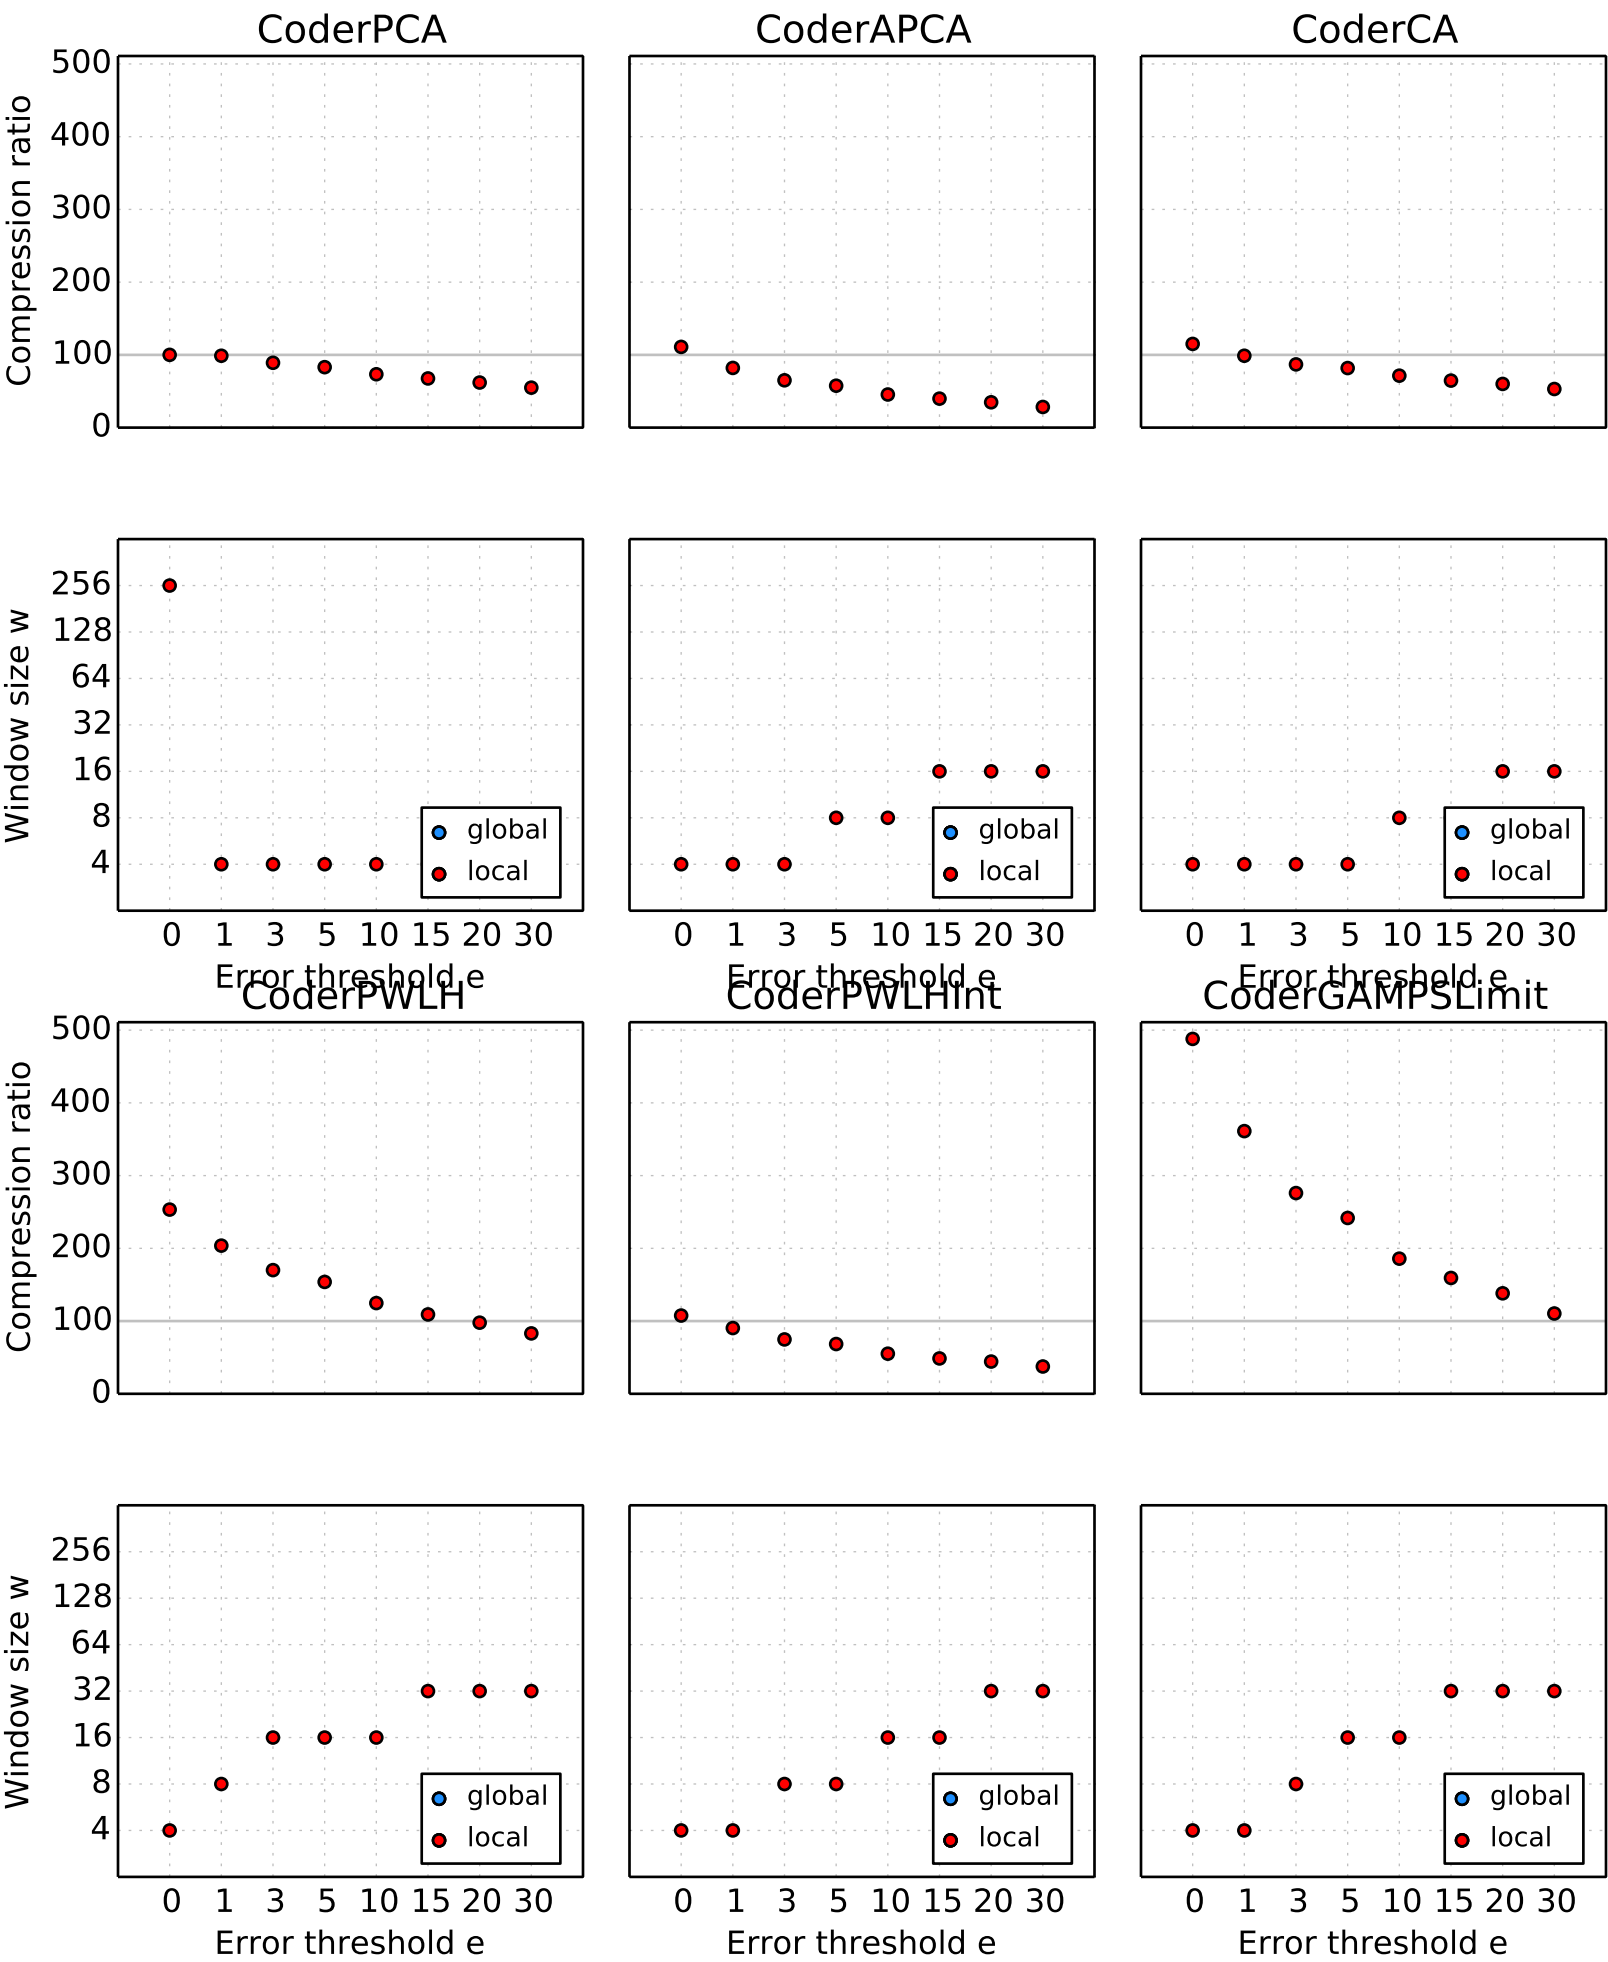 CoderPCA CoderAPCA CoderCA
Compression ratio
500
400
300
200
100
0
Window size w
256
128
64
32
16
8
4
global global global
local local local
0 1 3 5 10 15 20 30 0 1 3 5 10 15 20 30 0 1 3 5 10 15 20 30
Error threshold e Error threshold e Error threshold e
CoderPWLH CoderPWLHInt CoderGAMPSLimit
Compression ratio
500
400
300
200
100
0
Window size w
256
128
64
32
16
8
4
global global global
local local local
0 1 3 5 10 15 20 30 0 1 3 5 10 15 20 30 0 1 3 5 10 15 20 30
Error threshold e Error threshold e Error threshold e